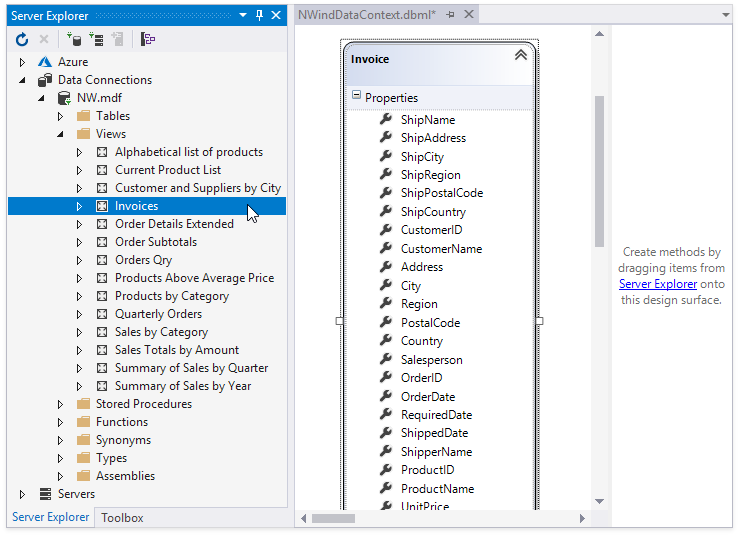 Server Explorer
Azure
Data Connections
NW.mdf
Tables
Views
Alphabetical list of products
Current Product List
Customer and Suppliers by City
Invoices
Order Details Extended
Order Subtotals
Orders Qry
Products Above Average Price
Products by Category
Quarterly Orders
Sales by Category
Sales Totals by Amount
Summary of Sales by Quarter
Summary of Sales by Year
Stored Procedures
Functions
Synonyms
Types
Assemblies
Servers
Server Explorer
Toolbox
NWindDataContext.dbml*
Invoice
Properties
ShipName
ShipAddress
ShipCity
ShipRegion
ShipPostalCode
ShipCountry
CustomerID
CustomerName
Address
City
Region
PostalCode
Country
Salesperson
OrderID
OrderDate
RequiredDate
ShippedDate
ShipperName
ProductID
ProductName
UnitPrice
Create methods by
dragging items from
Server Explorer onto
this design surface.